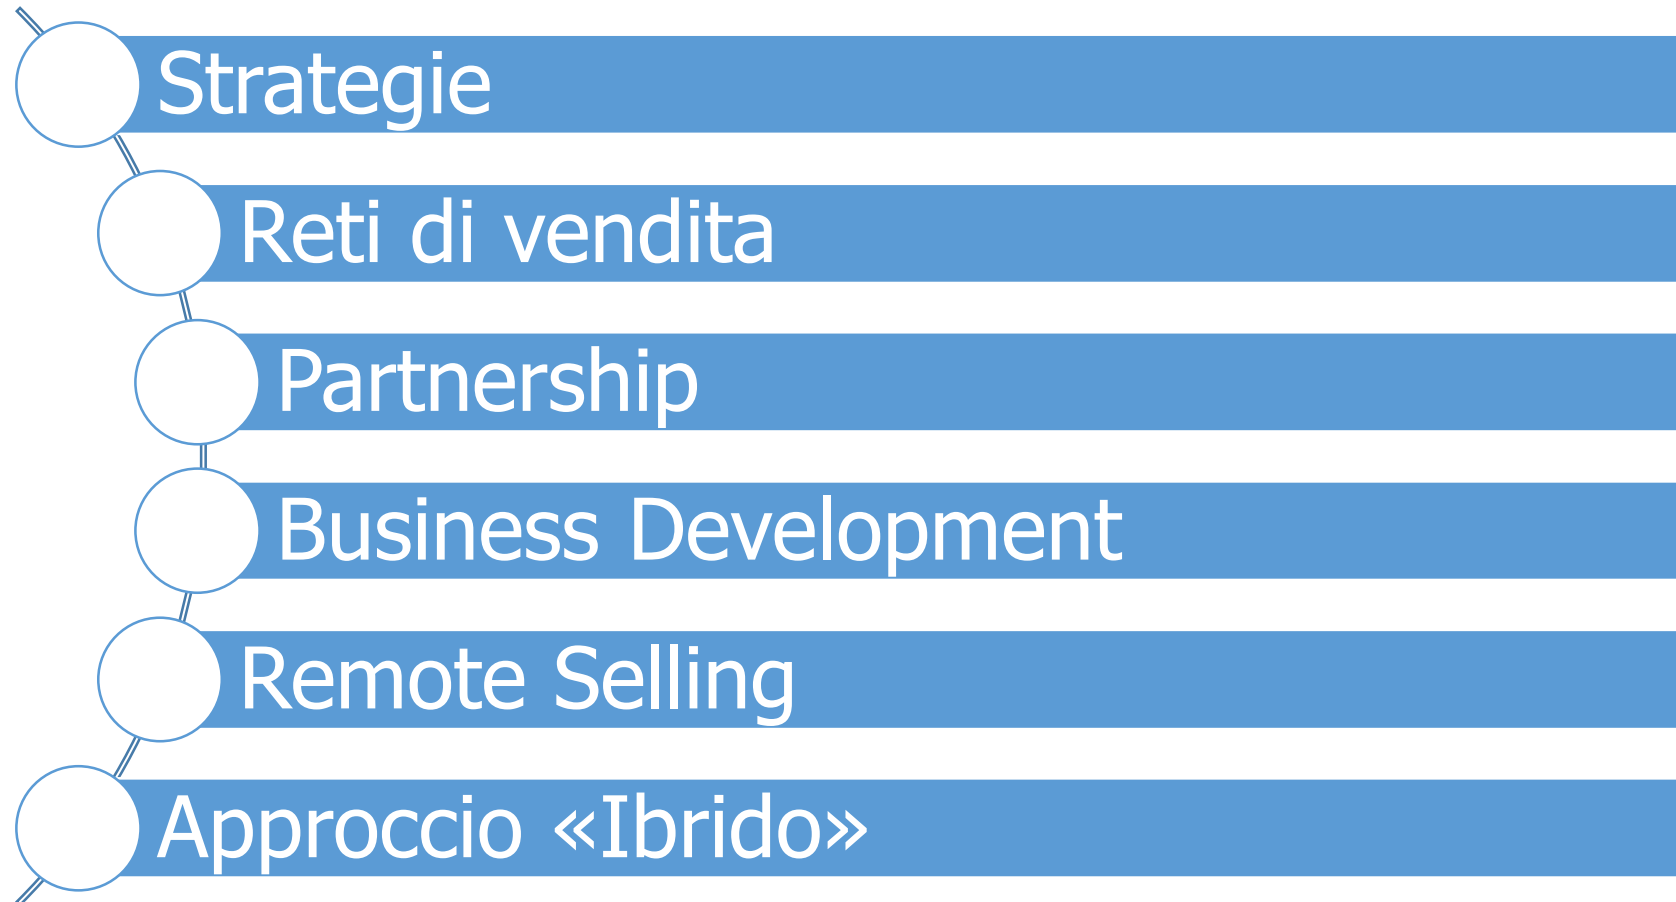 Strategie
Reti di vendita
Partnership
Business Development
Remote Selling
Approccio «Ibrido»